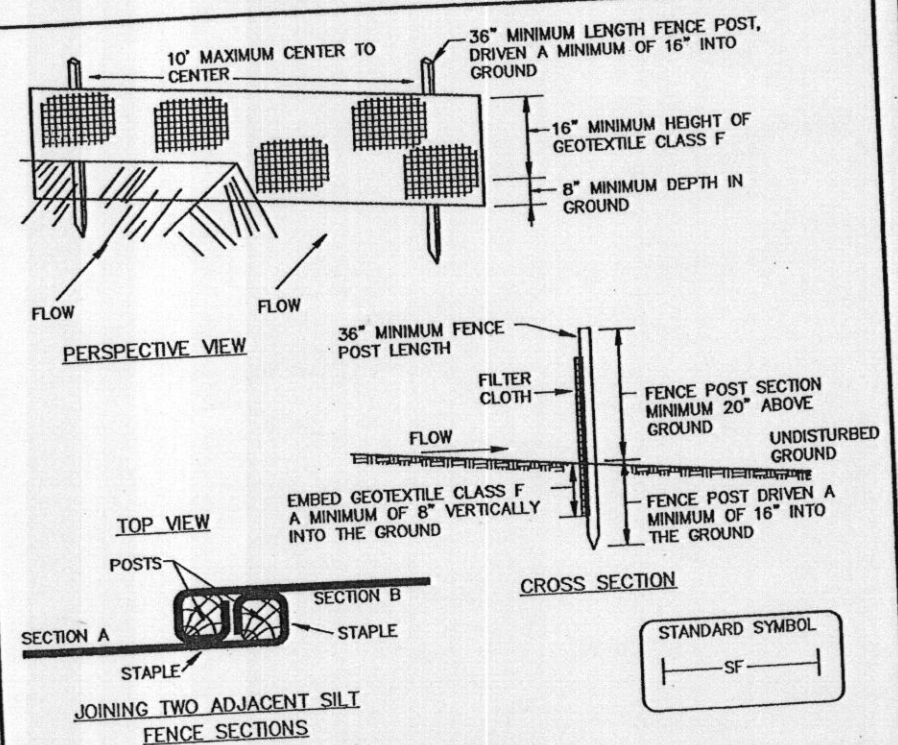 10' MAXIMUM CENTER TO
CENTER
36" MINIMUM LENGTH FENCE POST,
DRIVEN A MINIMUM OF 16" INTO
GROUND
16" MINIMUM HEIGHT OF
GEOTEXTILE CLASS F
8" MINIMUM DEPTH IN
GROUND
FLOW
FLOW
PERSPECTIVE VIEW
36" MINIMUM FENCE
POST LENGTH
FILTER
CLOTH
FENCE POST SECTION
MINIMUM 20" ABOVE
GROUND
FLOW
UNDISTURBED
GROUND
EMBED GEOTEXTILE CLASS F
A MINIMUM OF 8" VERTICALLY
INTO THE GROUND
FENCE POST DRIVEN A
MINIMUM OF 16" INTO
THE GROUND
CROSS SECTION
TOP VIEW
POSTS
SECTION B
SECTION A
STAPLE
STAPLE
JOINING TWO ADJACENT SILT
FENCE SECTIONS
STANDARD SYMBOL
SF